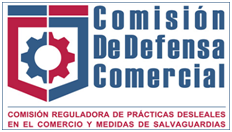 Comisión
DeDefensa
Comercial
COMISIÓN REGULADORA DE PRÁCTICAS DESLEALES
EN EL COMERCIO Y MEDIDAS DE SALVAGUARDIAS